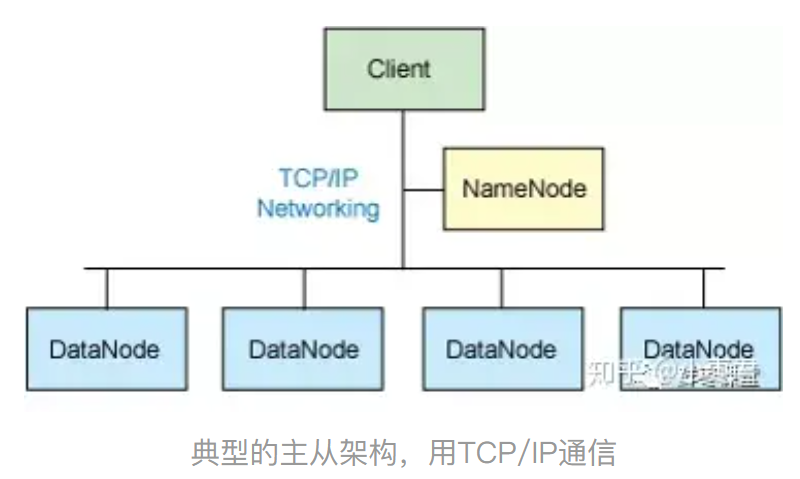 Client
TCP/IP
Networking
NameNode
DataNode
DataNode
DataNode
DataNode
知乎
典型的主从架构，用TCP/IP通信